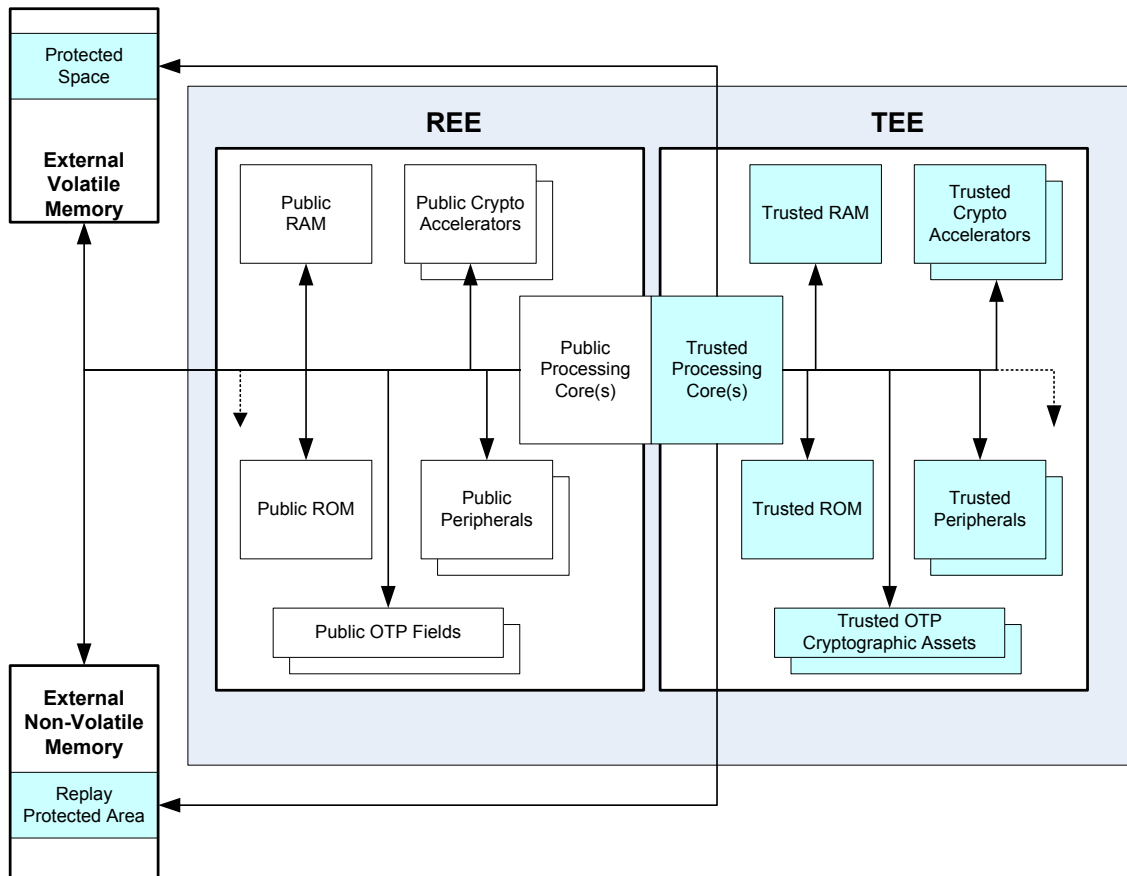 Protected
Space
External
Volatile
Memory
REE
TEE
Public
RAM
Public Crypto
Accelerators
Trusted RAM
Trusted
Crypto
Accelerators
Public
Processing
Core(s)
Trusted
Processing
Core(s)
Public ROM
Public
Peripherals
Trusted ROM
Trusted
Peripherals
Public OTP Fields
Trusted OTP
Cryptographic Assets
External
Non-Volatile
Memory
Replay
Protected Area